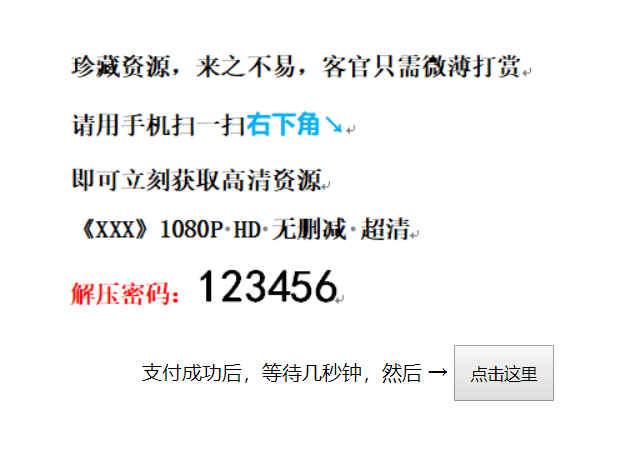 珍藏资源，来之不易，客官只需微薄打赏↵
请用手机扫一扫右下角↘↵
即可立刻获取高清资源↵
《XXX》1080P·HD·无删减·超清↵
解压密码：123456↵
支付成功后，等待几秒钟，然后 → 点击这里